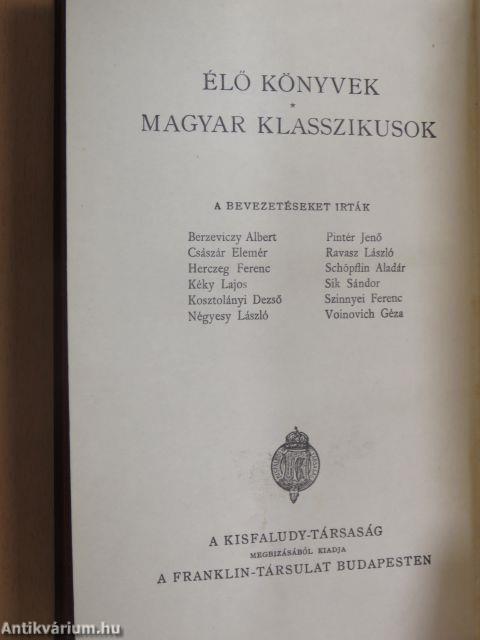 ÉLŐ KÖNYVEK
*
MAGYAR KLASSZIKUSOK
A BEVEZETÉSEKET IRTÁK
Berzeviczy Albert
Császár Elemér
Herczeg Ferenc
Kéky Lajos
Kosztolányi Dezső
Négyesy László
Pintér Jenő
Ravasz László
Schöpflin Aladár
Sik Sándor
Szinnyei Ferenc
Voinovich Géza
A KISFALUDY-TÁRSASÁG
MEGBIZÁSÁBÓL KIADJA
A FRANKLIN-TÁRSULAT BUDAPESTEN
Antikvárium.hu